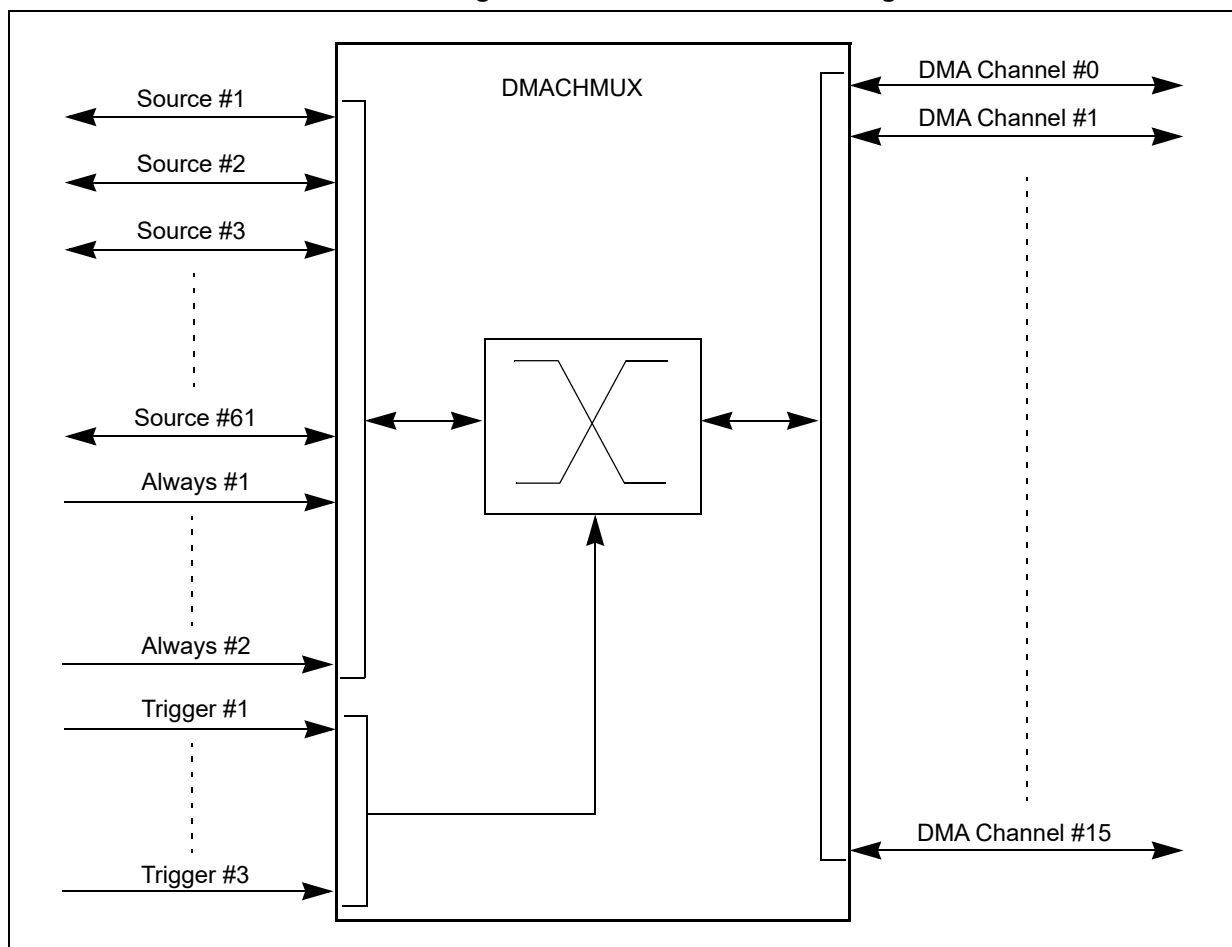 DMACHMUX
Source #1
Source #2
Source #3
Source #61
Always #1
Always #2
Trigger #1
Trigger #3
DMA Channel #0
DMA Channel #1
DMA Channel #15